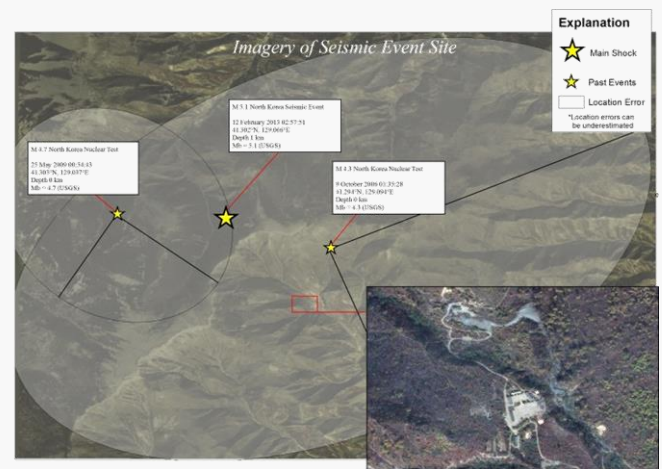 Imagery of Seismic Event Site
Explanation
Main Shock
Past Events
Location Error
*Location errors can
be underestimated
M 5.1 North Korea Seismic Event
12 February 2013 02:57:51
41.302°N, 129.066°E
Depth 1 km
Mb = 5.1 (USGS)
M 4.7 North Korea Nuclear Test
25 May 2009 00:54:43
41.303°N, 129.037°E
Depth 0 km
Mb = 4.7 (USGS)
M 4.3 North Korea Nuclear Test
9 October 2006 01:35:28
41.294°N, 129.094°E
Depth 0 km
Mb = 4.3 (USGS)